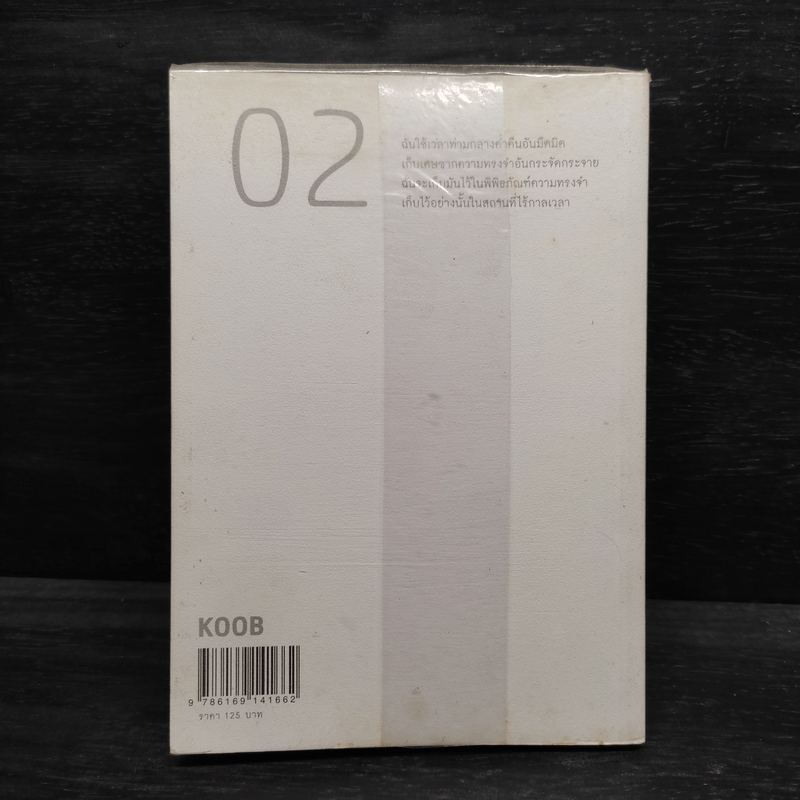 02
ฉันใช้เวลาท่ามกลางค่ำคืนอันมืดมิด
เก็บเศษซากความทรงจำอันกระจัดกระจาย
ฉันจะเก็บมันไว้ในพิพิธภัณฑ์ความทรงจำ
เก็บไว้อย่างนั้นในสถานที่ไร้กาลเวลา
KOOB
9 786169 141662
ราคา 125 บาท